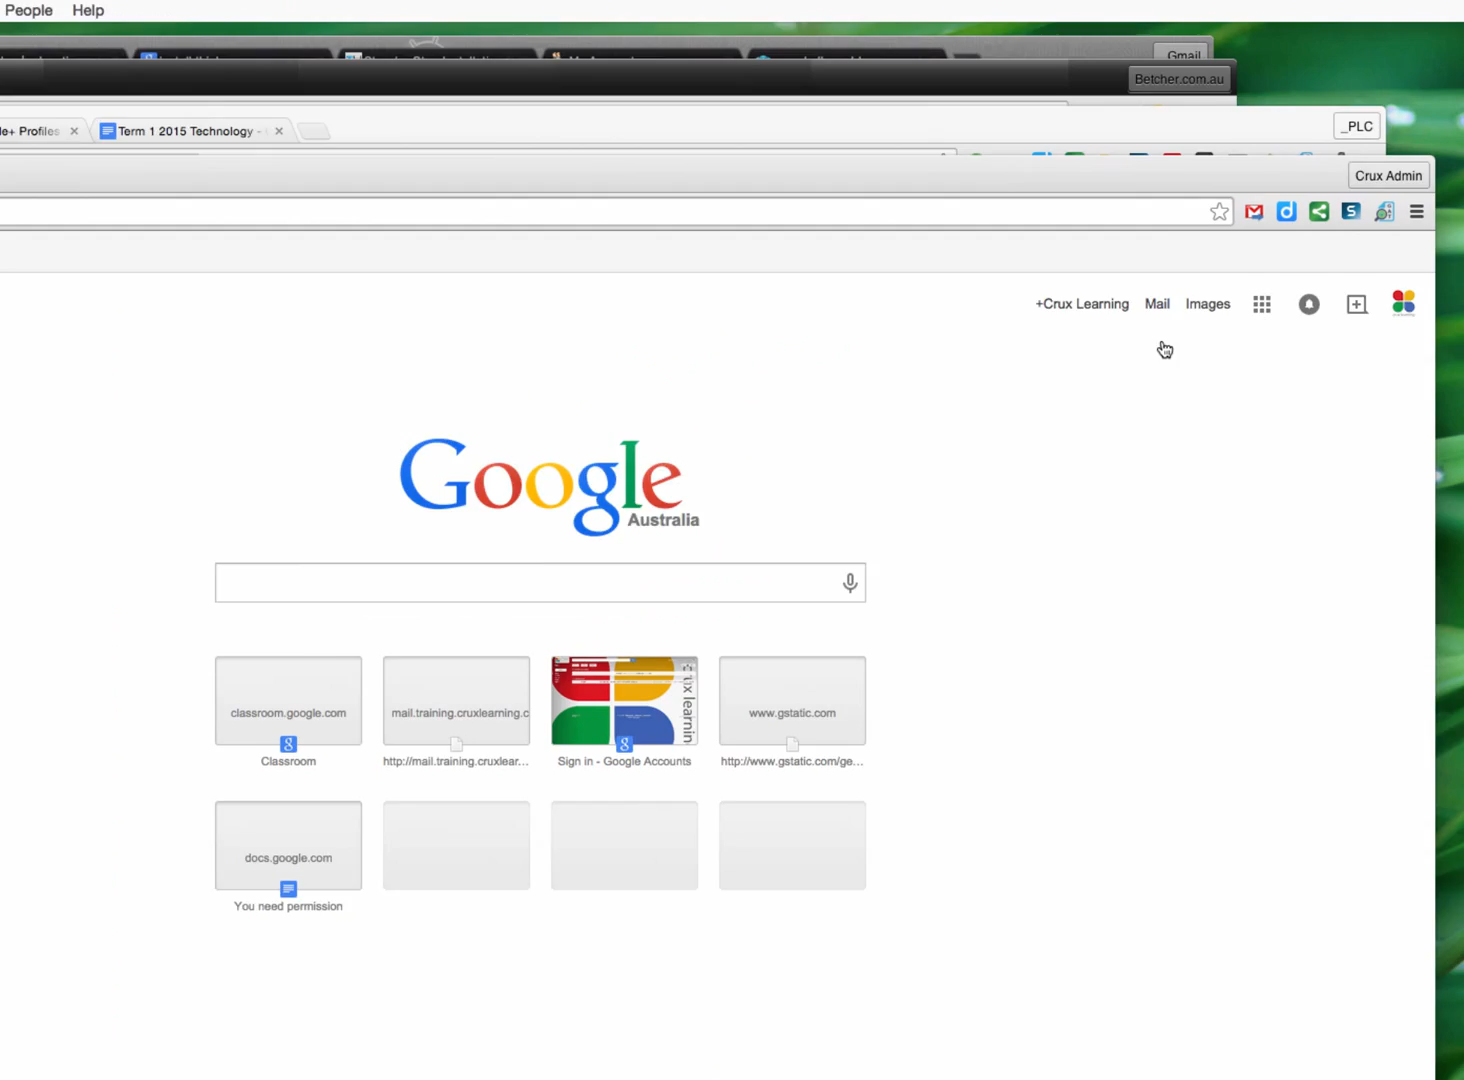 People Help
Gmail
Betcher.com.au
le+ Profiles
Term 1 2015 Technology -
_PLC
Crux Admin
+Crux Learning Mail Images
Google
Australia
classroom.google.com
mail.training.cruxlearning.c
crux learnin
www.gstatic.com
Classroom
http://mail.training.cruxlear...
Sign in - Google Accounts
http://www.gstatic.com/ge...
docs.google.com
You need permission